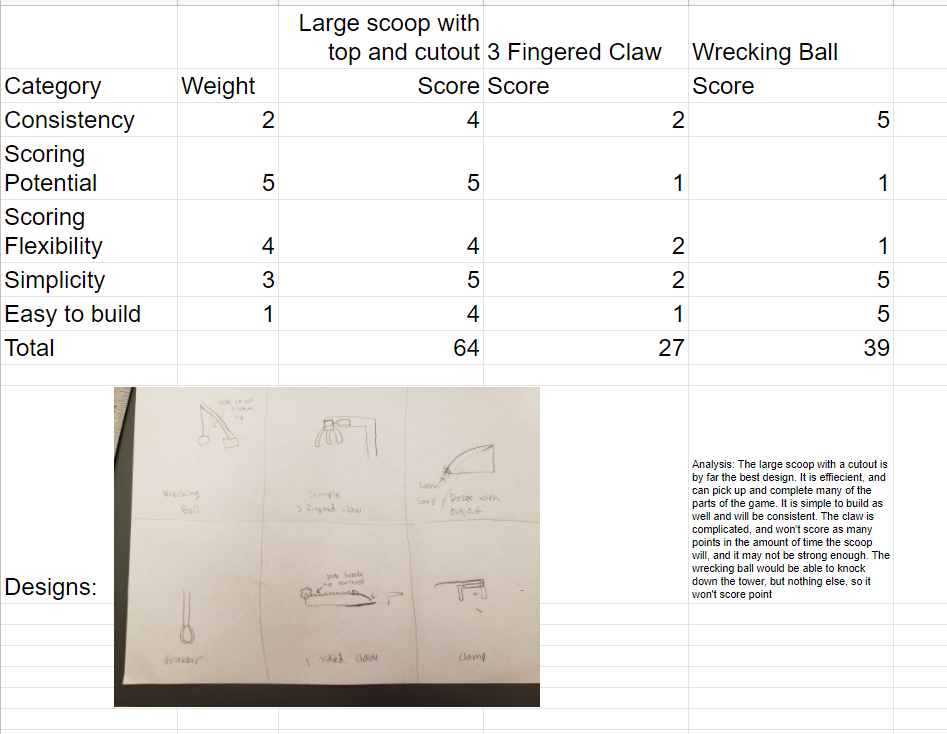 Large scoop with
top and cutout 3 Fingered Claw Wrecking Ball
Category Weight Score Score Score
Consistency 2 4 2 5
Scoring
Potential 5 5 1 1
Scoring
Flexibility 4 4 2 1
Simplicity 3 5 2 5
Easy to build 1 4 1 5
Total 64 27 39
Wrecking
Ball
Simple
3 fingered claw
Dozer with
cutout
Grabber
1 sided claw
Clamp
Designs:
Analysis: The large scoop with a cutout is
by far the best design. It is effiecient, and
can pick up and complete many of the
parts of the game. It is simple to build as
well and will be consistent. The claw is
complicated, and won't score as many
points in the amount of time the scoop
will, and it may not be strong enough. The
wrecking ball would be able to knock
down the tower, but nothing else, so it
won't score point